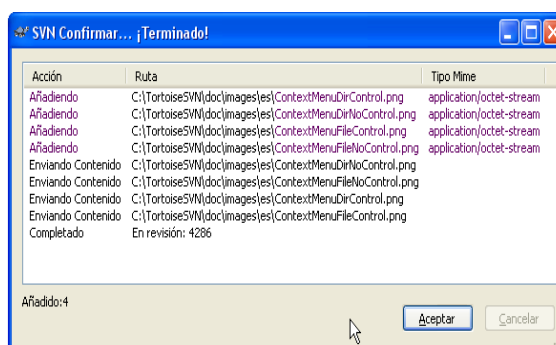 SVN Confirmar... ¡Terminado!
Acción Ruta Tipo Mime
Añadiendo C:\TortoiseSVN\doc\images\es\ContextMenuDirControl.png application/octet-stream
Añadiendo C:\TortoiseSVN\doc\images\es\ContextMenuDirNoControl.png application/octet-stream
Añadiendo C:\TortoiseSVN\doc\images\es\ContextMenuFileControl.png application/octet-stream
Añadiendo C:\TortoiseSVN\doc\images\es\ContextMenuFileNoControl.png application/octet-stream
Enviando Contenido C:\TortoiseSVN\doc\images\es\ContextMenuDirNoControl.png
Enviando Contenido C:\TortoiseSVN\doc\images\es\ContextMenuFileNoControl.png
Enviando Contenido C:\TortoiseSVN\doc\images\es\ContextMenuDirControl.png
Enviando Contenido C:\TortoiseSVN\doc\images\es\ContextMenuFileControl.png
Completado En revisión: 4286
Añadido:4
Aceptar Cancelar